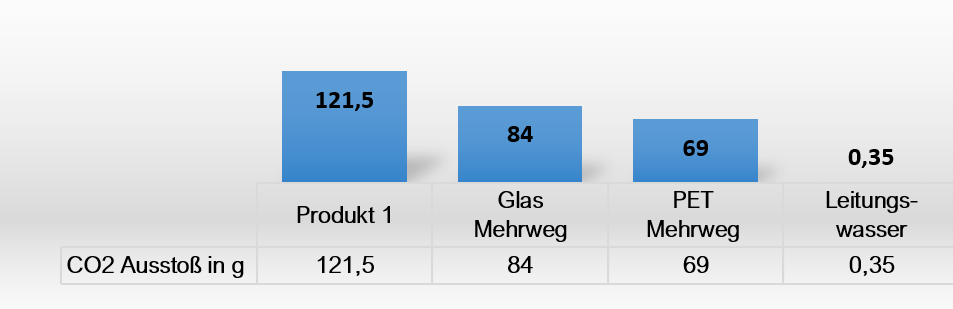 121,5
84
69
0,35
Produkt 1
Glas
Mehrweg
PET
Mehrweg
Leitungs-
wasser
CO2 Ausstoß in g
121,5
84
69
0,35